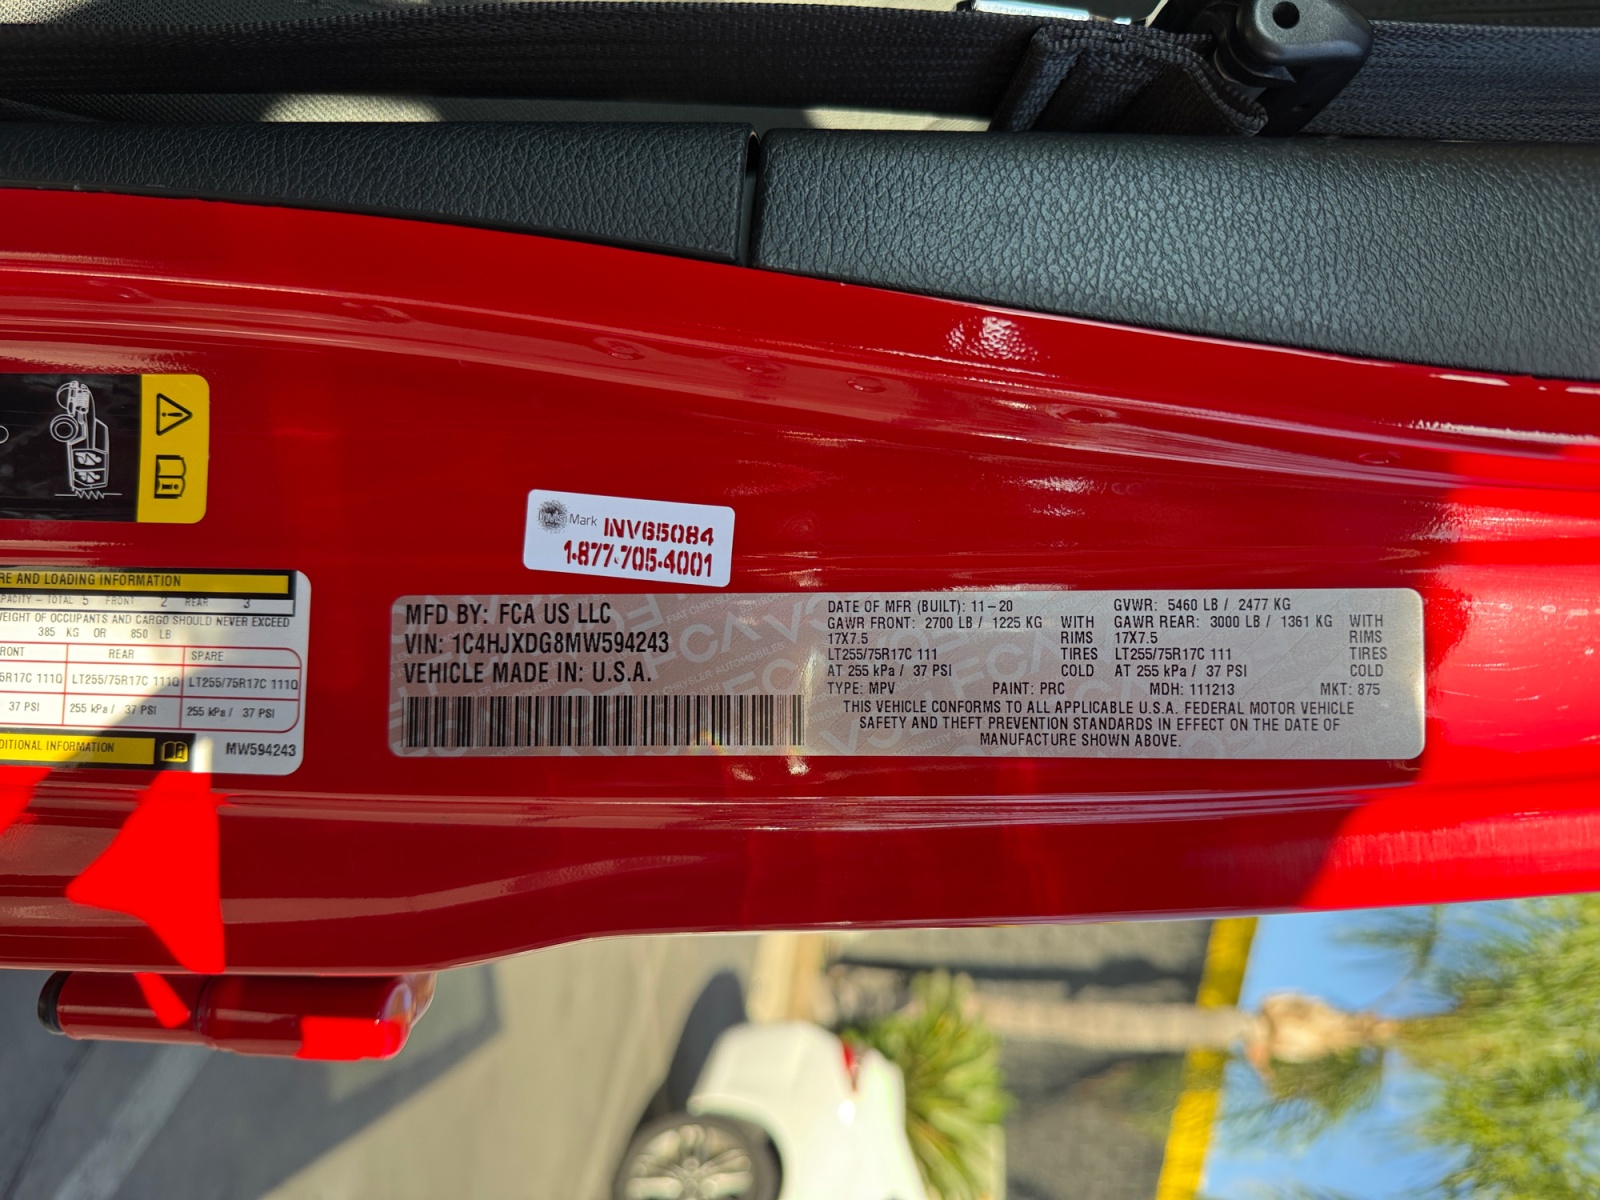 Mark INV65084
1-877-705-4001
RE AND LOADING INFORMATION
PACITY – TOTAL 5 FRONT 2 REAR 3
WEIGHT OF OCCUPANTS AND CARGO SHOULD NEVER EXCEED
385 KG OR 850 LB
RONT REAR SPARE
75R17C 111Q LT255/75R17C 111Q LT255/75R17C 111Q
37 PSI 255 kPa / 37 PSI 255 kPa / 37 PSI
DITIONAL INFORMATION
MW594243
MFD BY: FCA US LLC
VIN: 1C4HJXDG8MW594243
VEHICLE MADE IN: U.S.A.
DATE OF MFR (BUILT): 11-20 GVWR: 5460 LB / 2477 KG
GAWR FRONT: 2700 LB / 1225 KG WITH GAWR REAR: 3000 LB / 1361 KG WITH
17X7.5 RIMS 17X7.5 RIMS
LT255/75R17C 111 TIRES LT255/75R17C 111 TIRES
AT 255 kPa / 37 PSI COLD AT 255 kPa / 37 PSI COLD
TYPE: MPV PAINT: PRC MDH: 111213 MKT: 875
THIS VEHICLE CONFORMS TO ALL APPLICABLE U.S.A. FEDERAL MOTOR VEHICLE
SAFETY AND THEFT PREVENTION STANDARDS IN EFFECT ON THE DATE OF
MANUFACTURE SHOWN ABOVE.